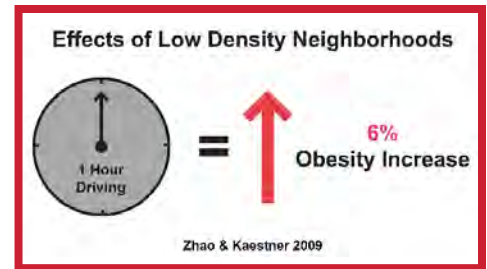 Effects of Low Density Neighborhoods
1 Hour
Driving
=
6%
Obesity Increase
Zhao & Kaestner 2009